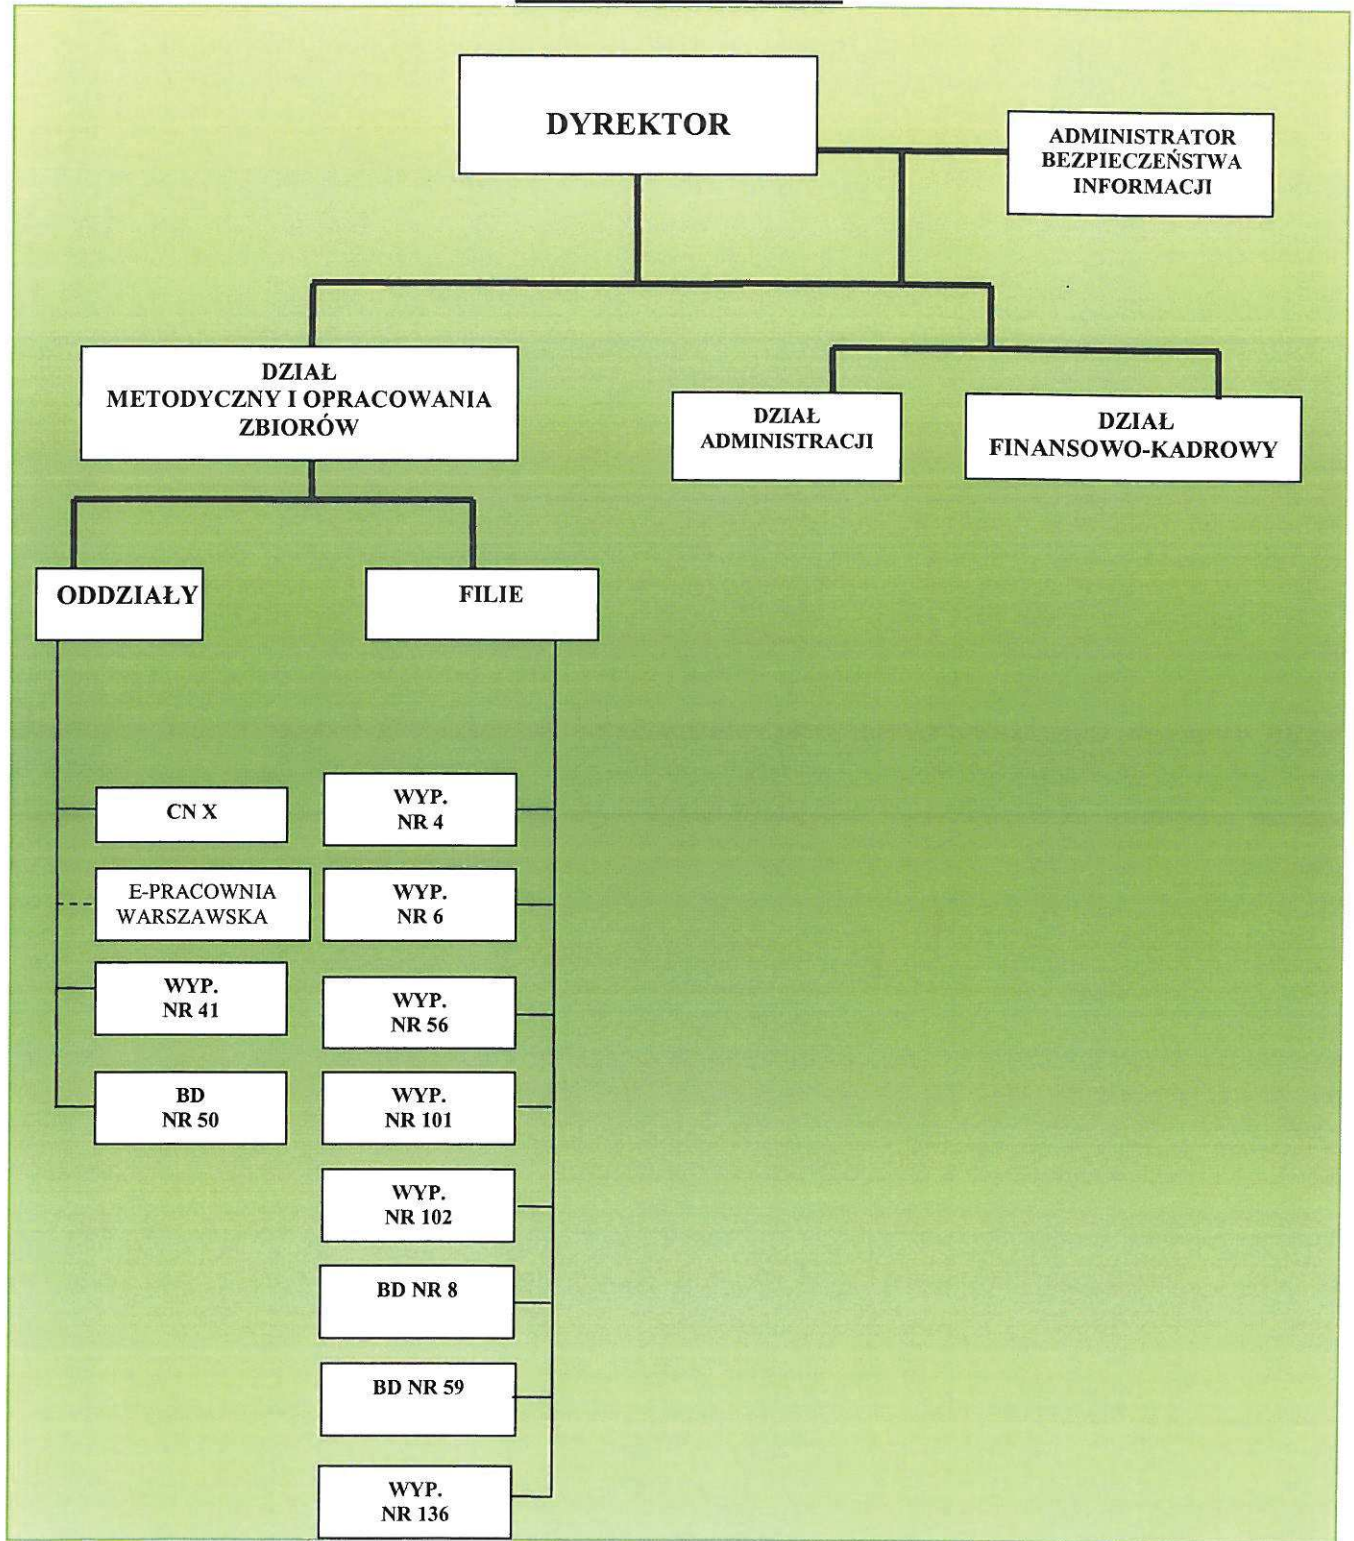 DYREKTOR
ADMINISTRATOR
BEZPIECZEŃSTWA
INFORMACJI
DZIAŁ
METODYCZNY I OPRACOWANIA
ZBIORÓW
DZIAŁ
ADMINISTRACJI
DZIAŁ
FINANSOWO-KADROWY
ODDZIAŁY
FILIE
CN X
E-PRACOWNIA
WARSZAWSKA
WYP.
NR 41
BD
NR 50
WYP.
NR 4
WYP.
NR 6
WYP.
NR 56
WYP.
NR 101
WYP.
NR 102
BD NR 8
BD NR 59
WYP.
NR 136